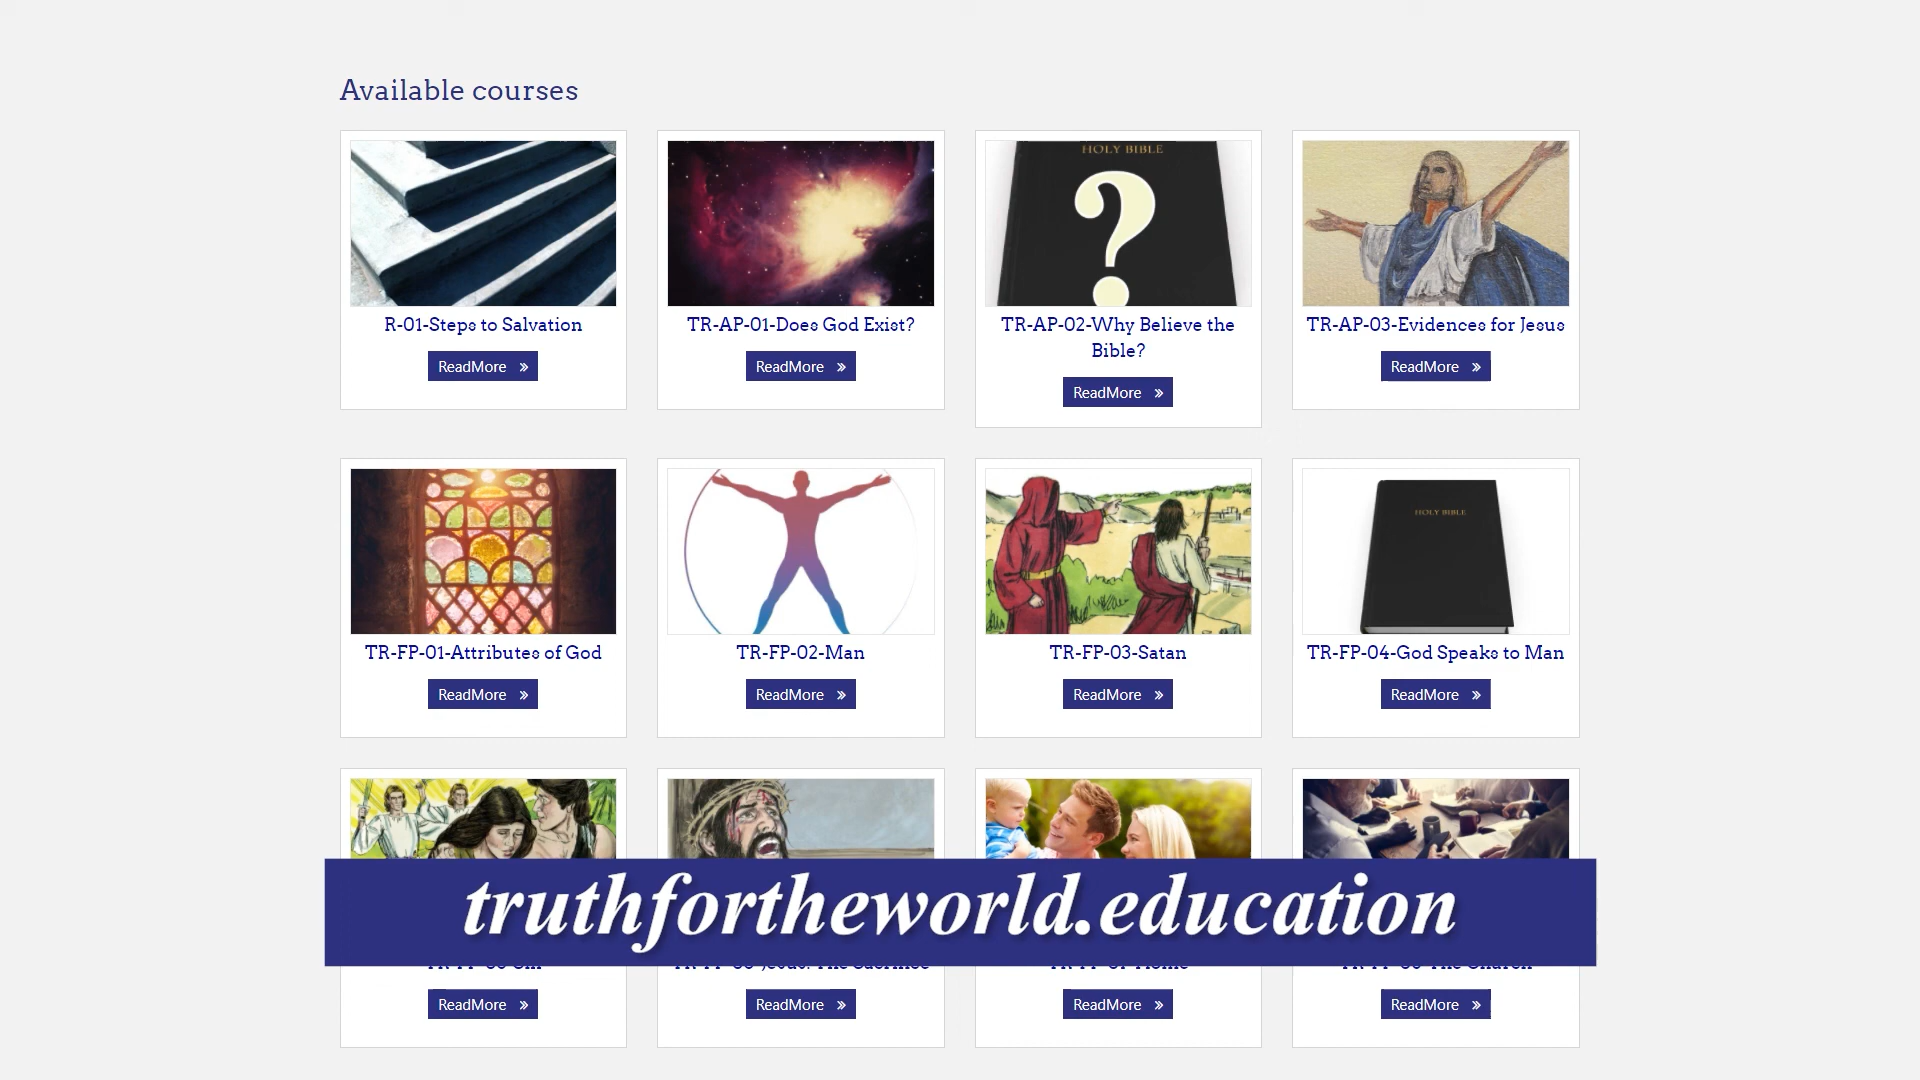 Available courses
HOLY BIBLE
R-01-Steps to Salvation
TR-AP-01-Does God Exist?
TR-AP-02-Why Believe the
Bible?
TR-AP-03-Evidences for Jesus
ReadMore »
ReadMore »
ReadMore »
ReadMore »
HOLY BIBLE
TR-FP-01-Attributes of God
TR-FP-02-Man
TR-FP-03-Satan
TR-FP-04-God Speaks to Man
ReadMore »
ReadMore »
ReadMore »
ReadMore »
truthfortheworld.education
ReadMore »
ReadMore »
ReadMore »
ReadMore »